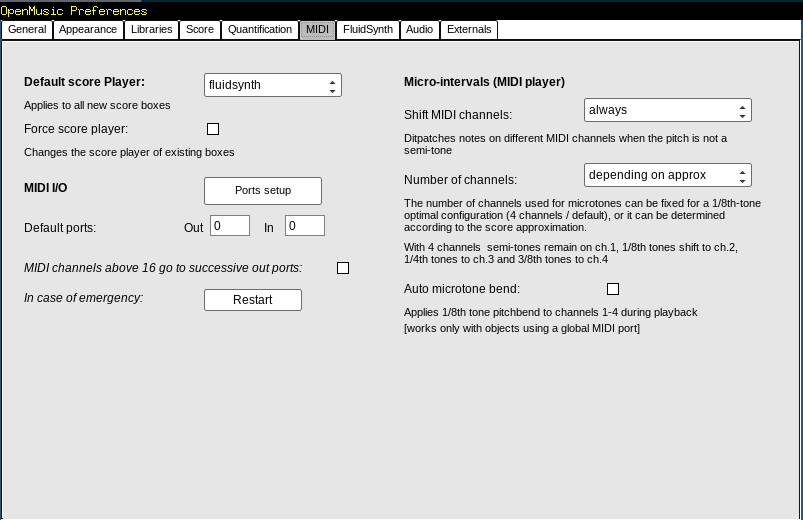 OpenMusic Preferences
General Appearance Libraries Score Quantification MIDI FluidSynth Audio Externals
Default score Player: fluidsynth
Applies to all new score boxes
Force score player:
Changes the score player of existing boxes
MIDI I/O Ports setup
Default ports: Out 0 In 0
MIDI channels above 16 go to successive out ports:
In case of emergency: Restart
Micro-intervals (MIDI player)
Shift MIDI channels: always
Ditpatches notes on different MIDI channels when the pitch is not a
semi-tone
Number of channels: depending on approx
The number of channels used for microtones can be fixed for a 1/8th-tone
optimal configuration (4 channels / default), or it can be determined
according to the score approximation.
With 4 channels  semi-tones remain on ch.1, 1/8th tones shift to ch.2,
1/4th tones to ch.3 and 3/8th tones to ch.4
Auto microtone bend:
Applies 1/8th tone pitchbend to channels 1-4 during playback
[works only with objects using a global MIDI port]